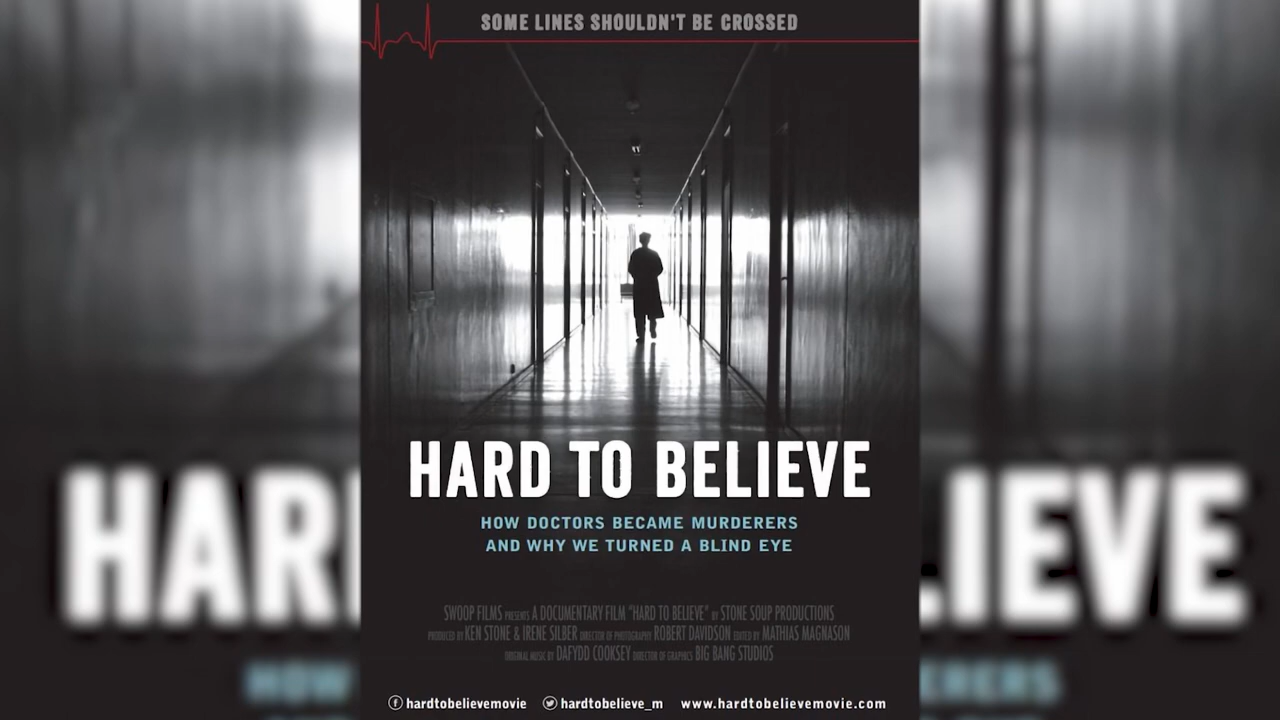 SOME LINES SHOULDN'T BE CROSSED
HARD TO BELIEVE
HOW DOCTORS BECAME MURDERERS
AND WHY WE TURNED A BLIND EYE
SWOOP FILMS PRESENTS A DOCUMENTARY FILM "HARD TO BELIEVE" BY STONE SOUP PRODUCTIONS
PRODUCED BY KEN STONE & IRENE SILBER DIRECTOR OF PHOTOGRAPHY ROBERT DAVIDSON EDITED BY MATHIAS MAGNASON
ORIGINAL MUSIC BY DAFYDD COOKSEY DIRECTOR OF GRAPHICS BIG BANG STUDIOS
hardtobelievemovie hardtobelieve_m www.hardtobelievemovie.com